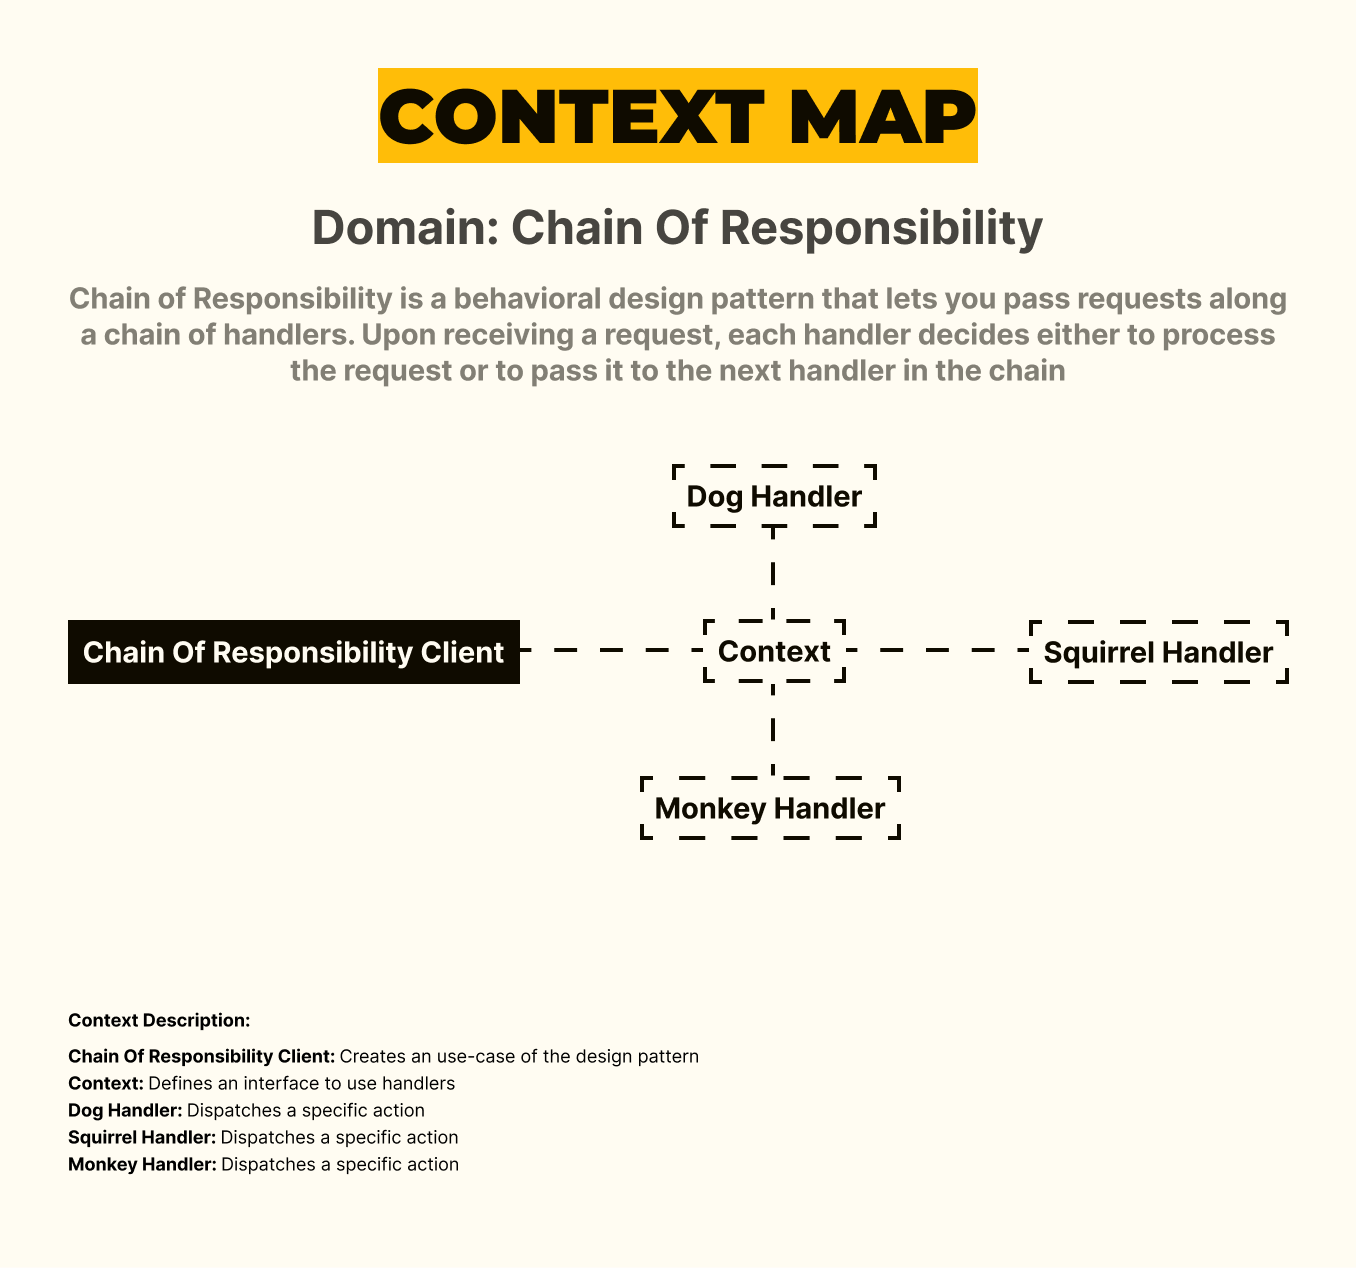 CONTEXT MAP
Domain: Chain Of Responsibility
Chain of Responsibility is a behavioral design pattern that lets you pass requests along
a chain of handlers. Upon receiving a request, each handler decides either to process
the request or to pass it to the next handler in the chain
Dog Handler
Chain Of Responsibility Client
Context
Squirrel Handler
Monkey Handler
Context Description:
Chain Of Responsibility Client: Creates an use-case of the design pattern
Context: Defines an interface to use handlers
Dog Handler: Dispatches a specific action
Squirrel Handler: Dispatches a specific action
Monkey Handler: Dispatches a specific action